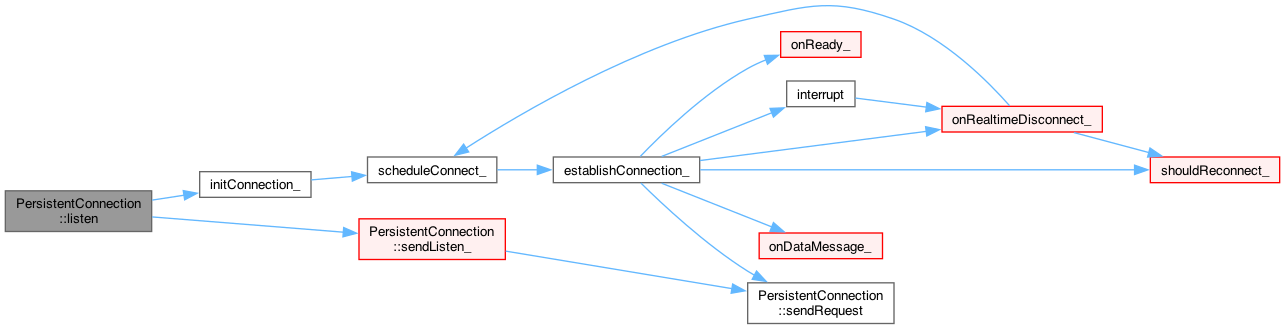 PersistentConnection
::listen
initConnection_
scheduleConnect_
PersistentConnection
::sendListen_
establishConnection_
onReady_
interrupt
onRealtimeDisconnect_
shouldReconnect_
onDataMessage_
PersistentConnection
::sendRequest